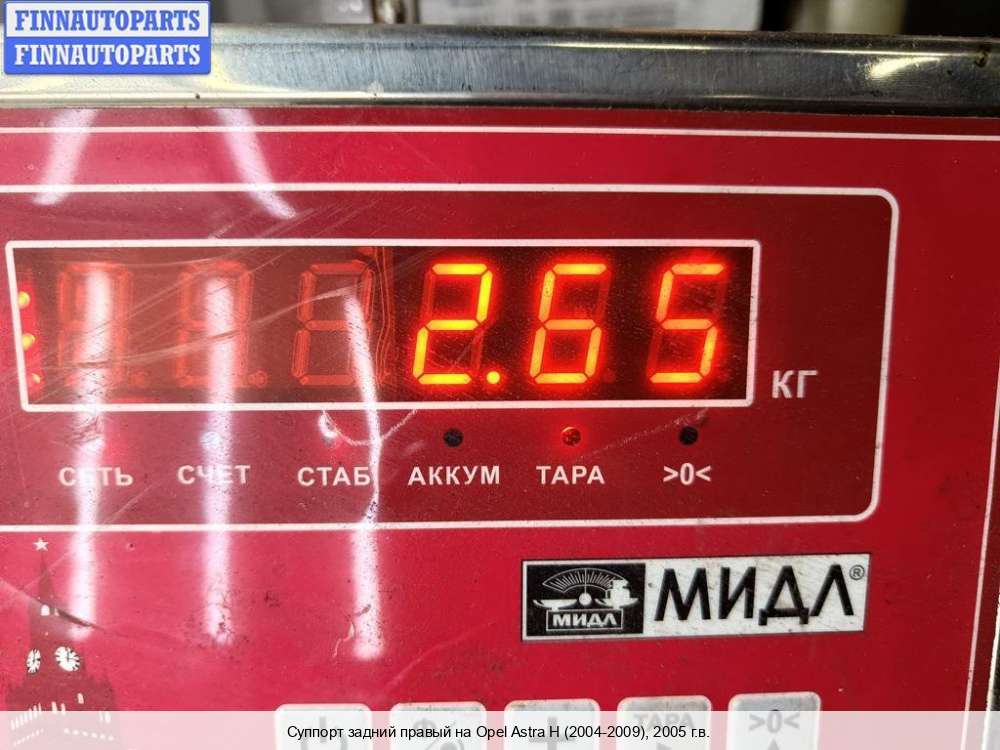 FINNAUTOPARTS
FINNAUTOPARTS
2.65
КГ
СЕТЬ СЧЕТ СТАБ АККУМ ТАРА >0<
МИДЛ МИДЛ®
ТАРА >0<
Суппорт задний правый на Opel Astra H (2004-2009), 2005 г.в.